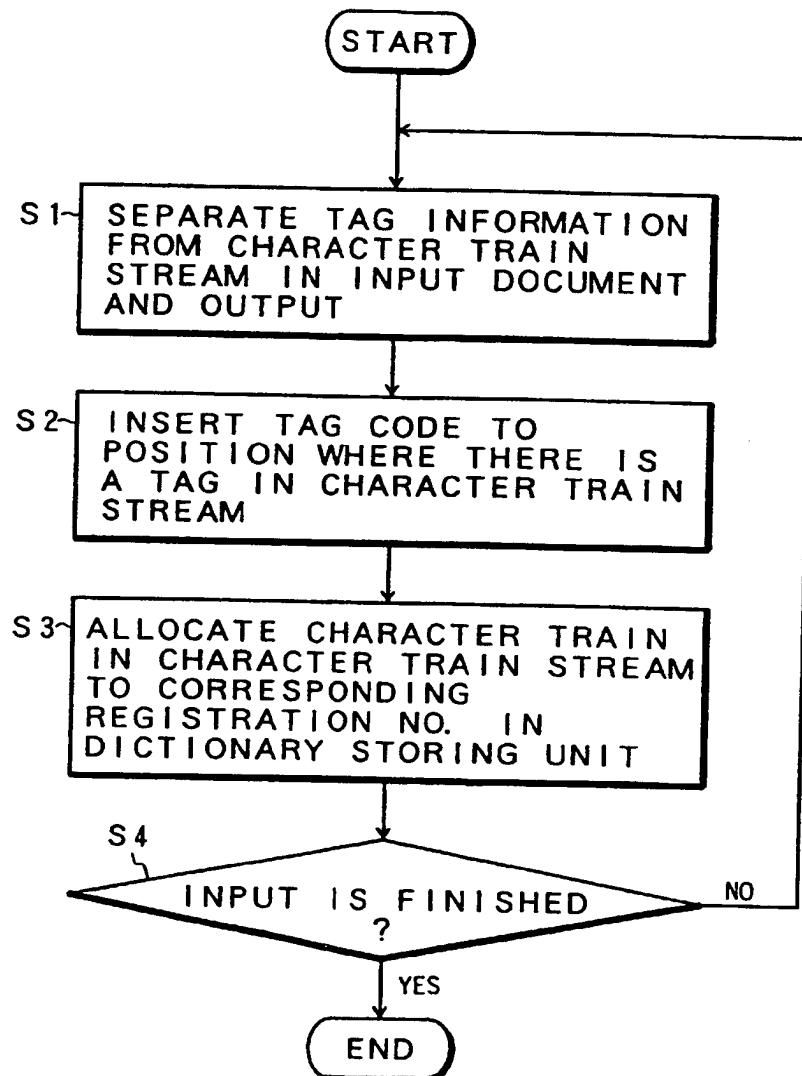 START
S1
SEPARATE TAG INFORMATION
FROM CHARACTER TRAIN
STREAM IN INPUT DOCUMENT
AND OUTPUT
S2
INSERT TAG CODE TO
POSITION WHERE THERE IS
A TAG IN CHARACTER TRAIN
STREAM
S3
ALLOCATE CHARACTER TRAIN
IN CHARACTER TRAIN STREAM
TO CORRESPONDING
REGISTRATION NO. IN
DICTIONARY STORING UNIT
S4
INPUT IS FINISHED
?
NO
YES
END